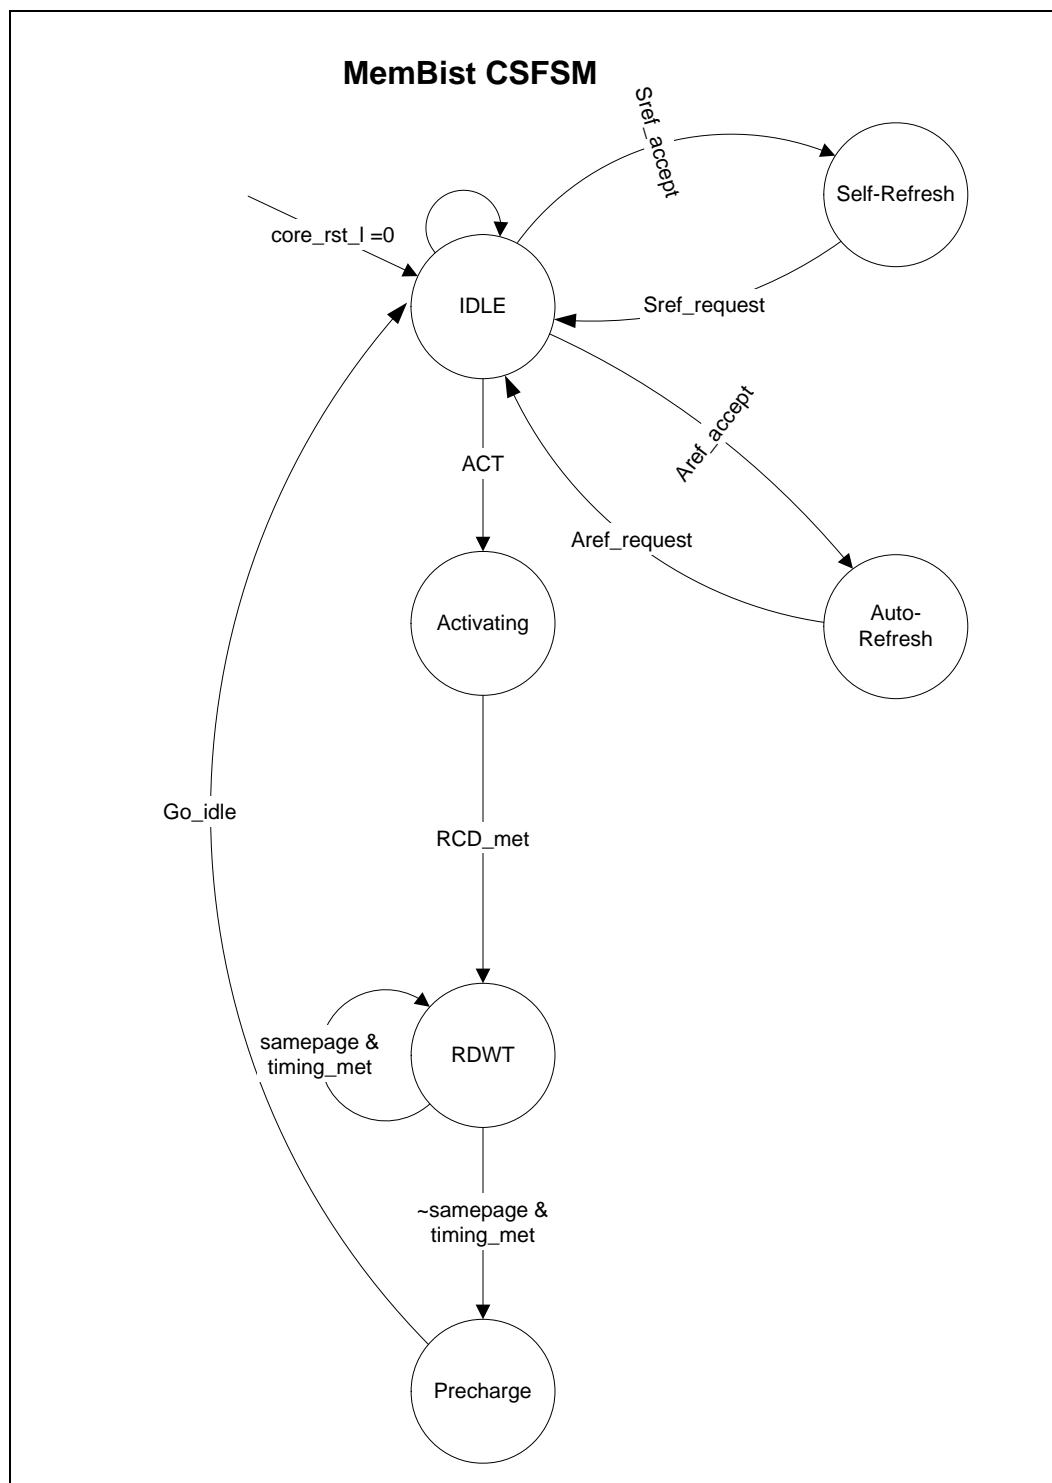 MemBist CSFSM
Sref_accept
Self-Refresh
core_rst_l =0
IDLE
Sref_request
Aref_accept
ACT
Aref_request
Activating
Auto-
Refresh
Go_idle
RCD_met
samepage &
timing_met
RDWT
~samepage &
timing_met
Precharge